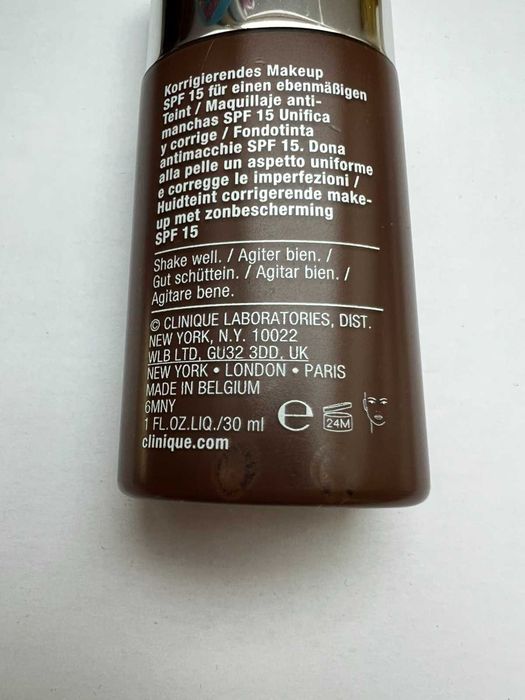 Korrigierendes Makeup
SPF 15 für einen ebenmäßigen
Teint / Maquillaje anti-
manchas SPF 15 Unifica
y corrige / Fondotinta
antimacchie SPF 15. Dona
alla pelle un aspetto uniforme
e corregge le imperfezioni /
Huidteint corrigerende make-
up met zonbescherming
SPF 15
Shake well. / Agiter bien. /
Gut schütteln. / Agitar bien. /
Agitare bene.
© CLINIQUE LABORATORIES, DIST.
NEW YORK, N.Y. 10022
WLB LTD, GU32 3DD, UK
NEW YORK • LONDON • PARIS
MADE IN BELGIUM
6MNY
1 FL.OZ.LIQ./30 ml e 24M
clinique.com